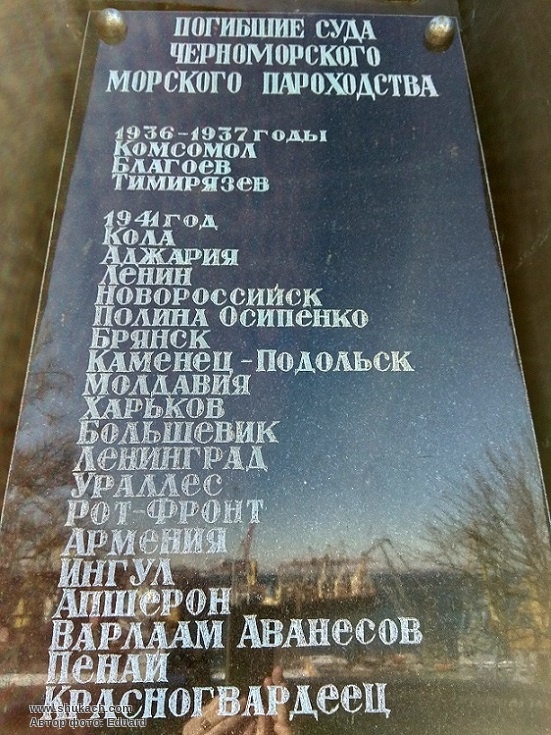 ПОГИБШИЕ СУДА
ЧЕРНОМОРСКОГО
МОРСКОГО ПАРОХОДСТВА
1936-1937 ГОДЫ
КОМСОМОЛ
БЛАГОЕВ
ТИМИРЯЗЕВ
1941 ГОД
КОЛА
АДЖАРИЯ
ЛЕНИН
НОВОРОССИЙСК
ПОЛИНА ОСИПЕНКО
БРЯНСК
КАМЕНЕЦ-ПОДОЛЬСК
МОЛДАВИЯ
ХАРЬКОВ
БОЛЬШЕВИК
ЛЕНИНГРАД
УРАЛЛЕС
РОТ-ФРОНТ
АРМЕНИЯ
ИНГУЛ
АПШЕРОН
ВАРЛААМ АВАНЕСОВ
ПЕНАЙ
КРАСНОГВАРДЕЕЦ
www.shukach.com
Автор фото: Eduard